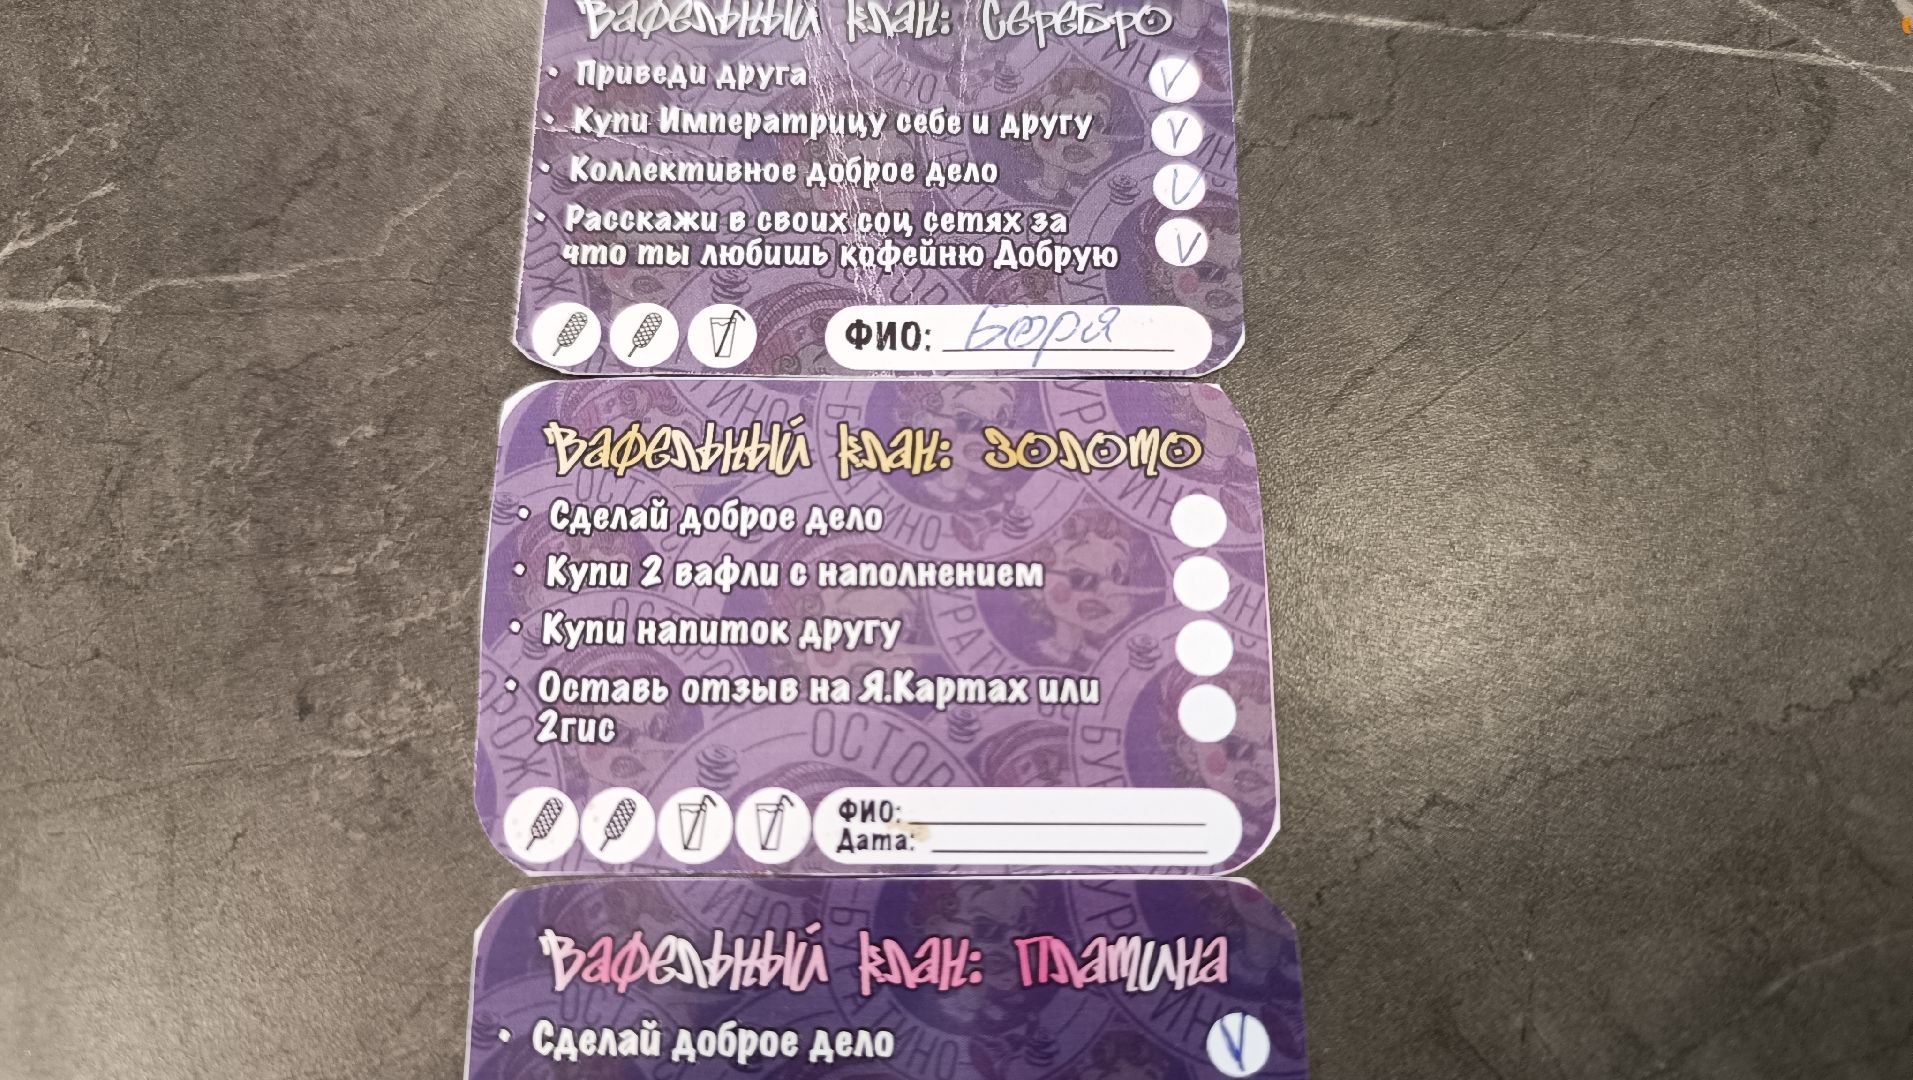 Вафельный клан: Серебро
• Приведи друга
• Купи Императрицу себе и другу
• Коллективное доброе дело
• Расскажи в своих соц сетях за
что ты любишь кофейню Добрую
ФИО: Боря
Вафельный клан: Золото
• Сделай доброе дело
• Купи 2 вафли с наполнением
• Купи напиток другу
• Оставь отзыв на Я.Картах или
2гис
ФИО:
Дата:
Вафельный клан: Платина
• Сделай доброе дело